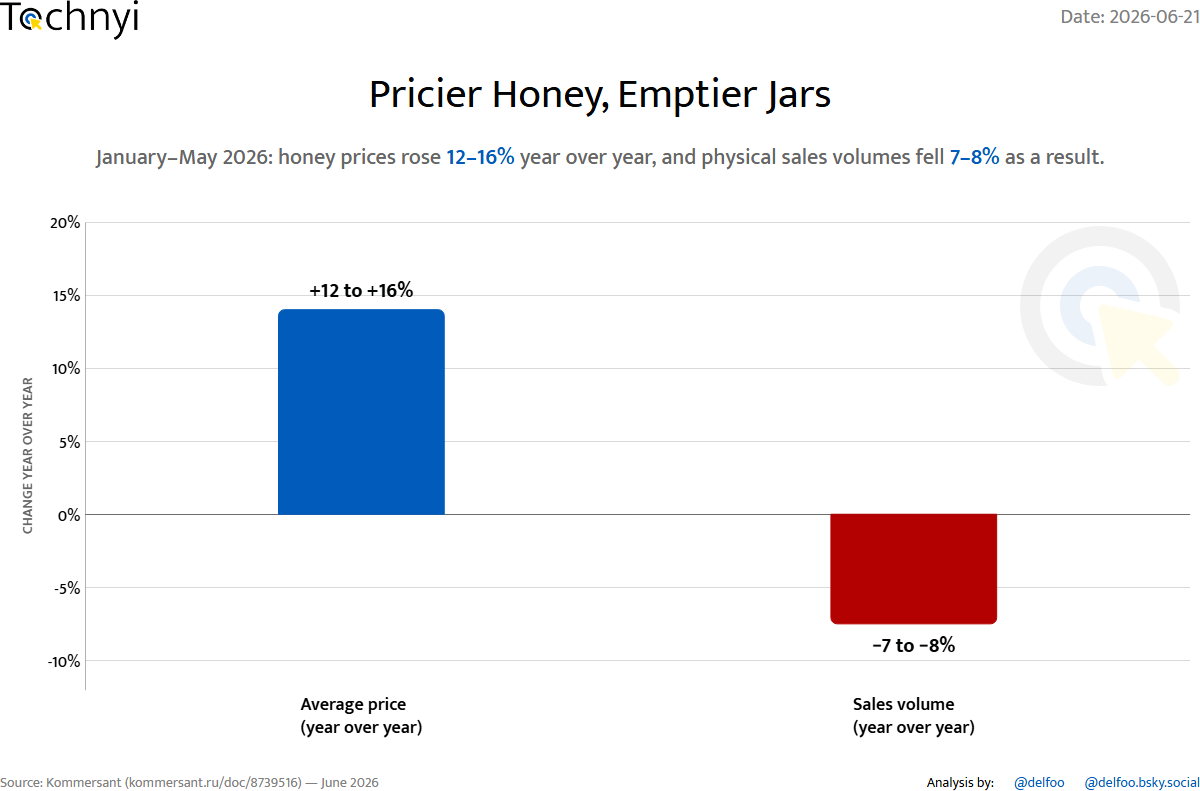 Technyi
Date: 2026-06-21
Pricier Honey, Emptier Jars
January–May 2026: honey prices rose 12–16% year over year, and physical sales volumes fell 7–8% as a result.
20%
15%
10%
5%
0%
-5%
-10%
CHANGE YEAR OVER YEAR
+12 to +16%
−7 to −8%
Average price
(year over year)
Sales volume
(year over year)
Source: Kommersant (kommersant.ru/doc/8739516) — June 2026
Analysis by: @delfoo @delfoo.bsky.social